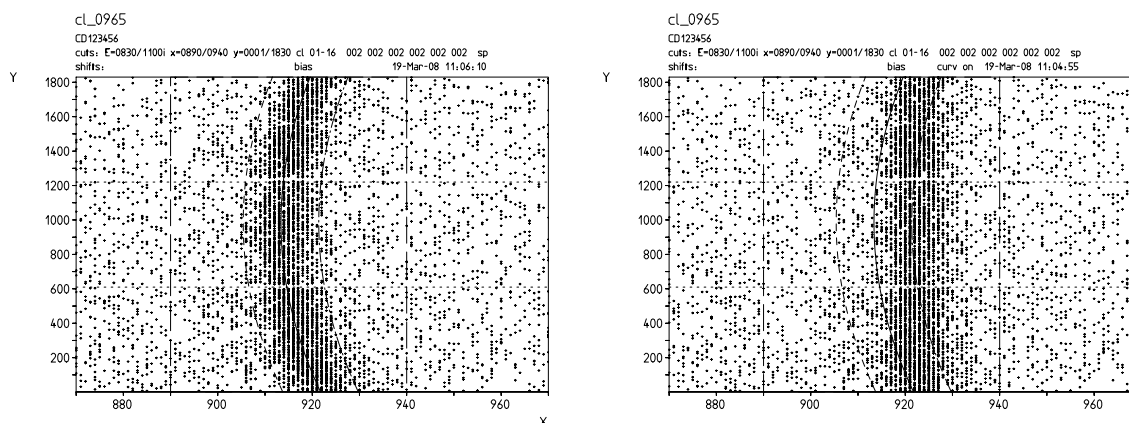 cl_0965
CD123456
cuts: E=0830/1100i x=0890/0940 y=0001/1830 cl 01-16 002 002 002 002 002 002 sp
shifts: bias 19-Mar-08 11:06:10
Y
1800
1600
1400
1200
1000
800
600
400
200
880 900 920 940 960
X
cl_0965
CD123456
cuts: E=0830/1100i x=0890/0940 y=0001/1830 cl 01-16 002 002 002 002 002 002 sp
shifts: bias curv on 19-Mar-08 11:04:55
Y
1800
1600
1400
1200
1000
800
600
400
200
880 900 920 940 960